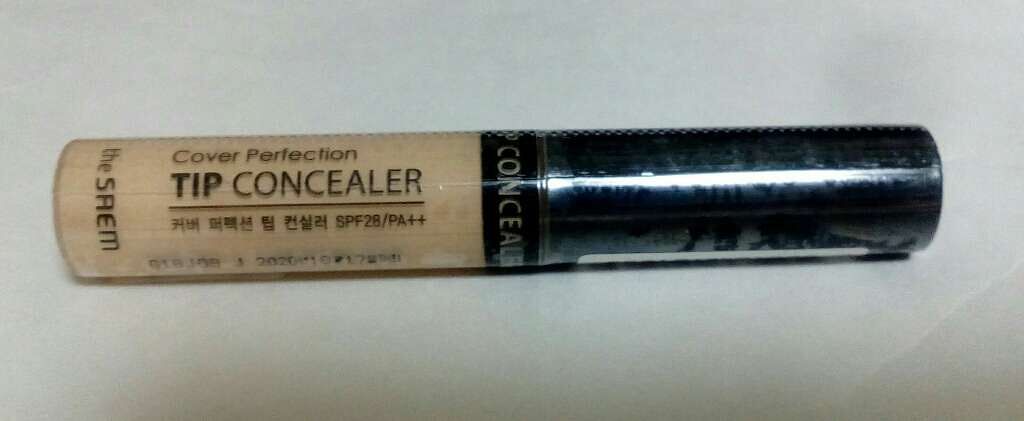 the SAEM
Cover Perfection
TIP CONCEALER
커버 퍼펙션 팁 컨실러 SPF28/PA++
CONCEAL